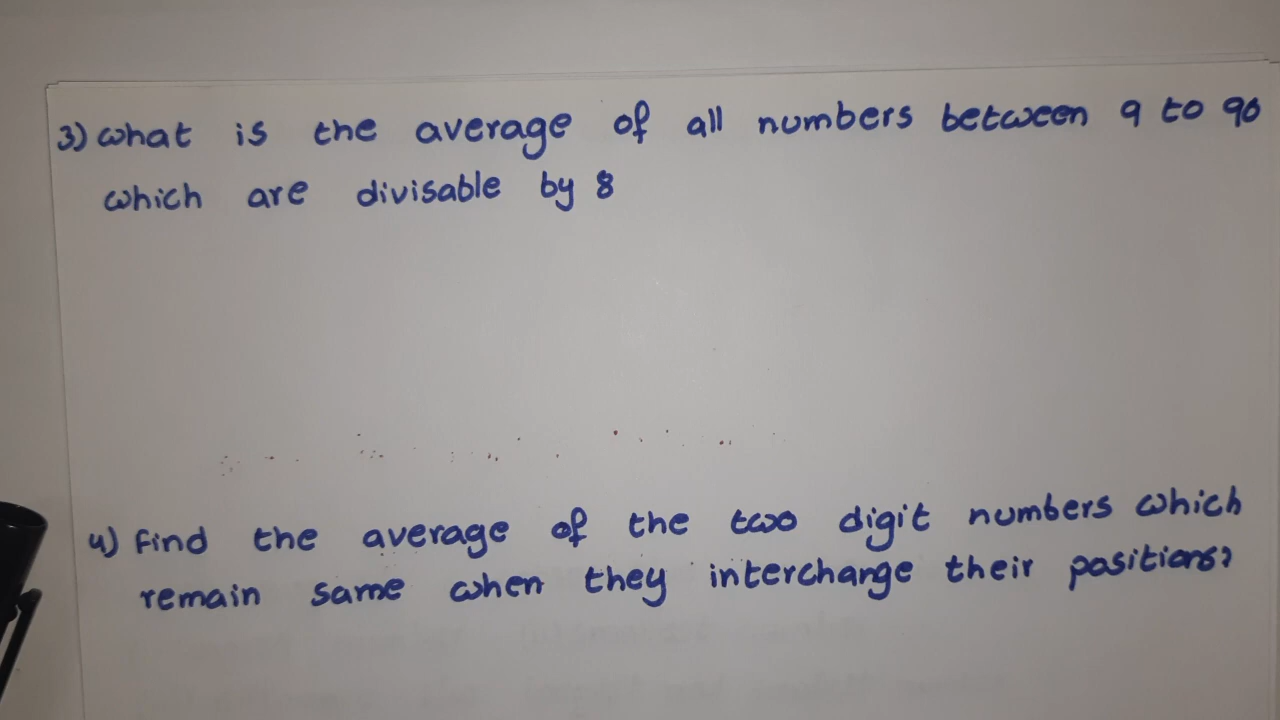 3) what is the average of all numbers between 9 to 90
which are divisable by 8
4) Find the average of the two digit numbers which
remain same when they interchange their positions?